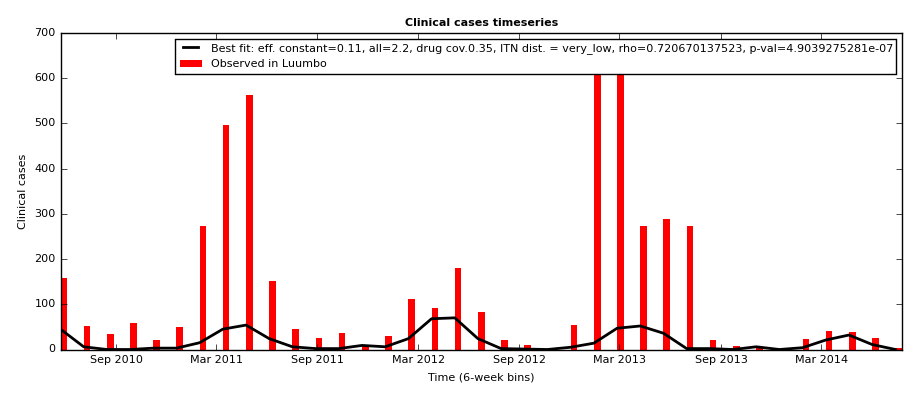 Clinical cases timeseries
700
600
500
400
300
200
100
0
Clinical cases
Best fit: eff. constant=0.11, all=2.2, drug cov.0.35, ITN dist. = very_low, rho=0.720670137523, p-val=4.9039275281e-07
Observed in Luumbo
Sep 2010 Mar 2011 Sep 2011 Mar 2012 Sep 2012 Mar 2013 Sep 2013 Mar 2014
Time (6-week bins)